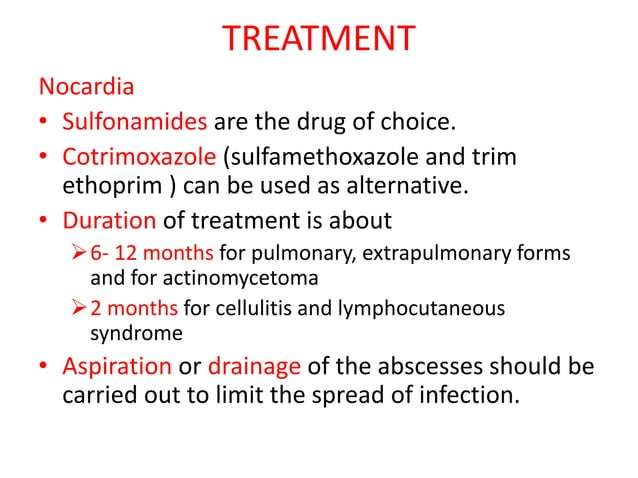 TREATMENT
Nocardia
• Sulfonamides are the drug of choice.
• Cotrimoxazole (sulfamethoxazole and trim
ethoprim ) can be used as alternative.
• Duration of treatment is about
➢6- 12 months for pulmonary, extrapulmonary forms
and for actinomycetoma
➢2 months for cellulitis and lymphocutaneous
syndrome
• Aspiration or drainage of the abscesses should be
carried out to limit the spread of infection.